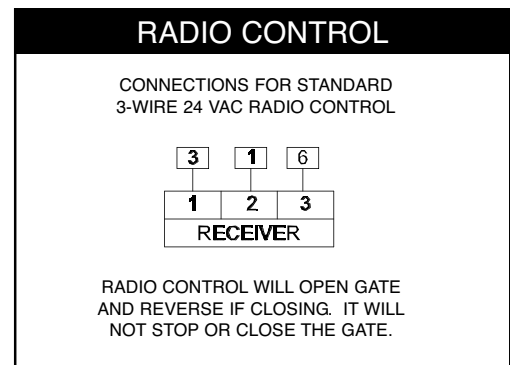 RADIO CONTROL
CONNECTIONS FOR STANDARD
3-WIRE 24 VAC RADIO CONTROL
3 1 6
1 2 3
RECEIVER
RADIO CONTROL WILL OPEN GATE
AND REVERSE IF CLOSING. IT WILL
NOT STOP OR CLOSE THE GATE.